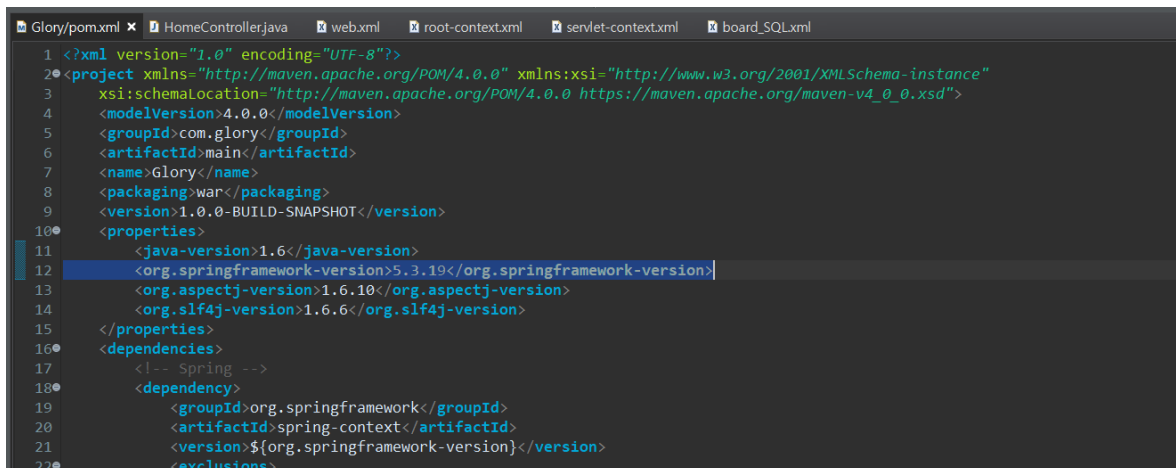 Glory/pom.xml HomeController.java web.xml root-context.xml servlet-context.xml board_SQL.xml
1 <?xml version="1.0" encoding="UTF-8"?>
2 <project xmlns="http://maven.apache.org/POM/4.0.0" xmlns:xsi="http://www.w3.org/2001/XMLSchema-instance"
3 xsi:schemaLocation="http://maven.apache.org/POM/4.0.0 https://maven.apache.org/maven-v4_0_0.xsd">
4 <modelVersion>4.0.0</modelVersion>
5 <groupId>com.glory</groupId>
6 <artifactId>main</artifactId>
7 <name>Glory</name>
8 <packaging>war</packaging>
9 <version>1.0.0-BUILD-SNAPSHOT</version>
10 <properties>
11 <java-version>1.6</java-version>
12 <org.springframework-version>5.3.19</org.springframework-version>
13 <org.aspectj-version>1.6.10</org.aspectj-version>
14 <org.slf4j-version>1.6.6</org.slf4j-version>
15 </properties>
16 <dependencies>
17 <!-- Spring -->
18 <dependency>
19 <groupId>org.springframework</groupId>
20 <artifactId>spring-context</artifactId>
21 <version>${org.springframework-version}</version>
22 <exclusions>